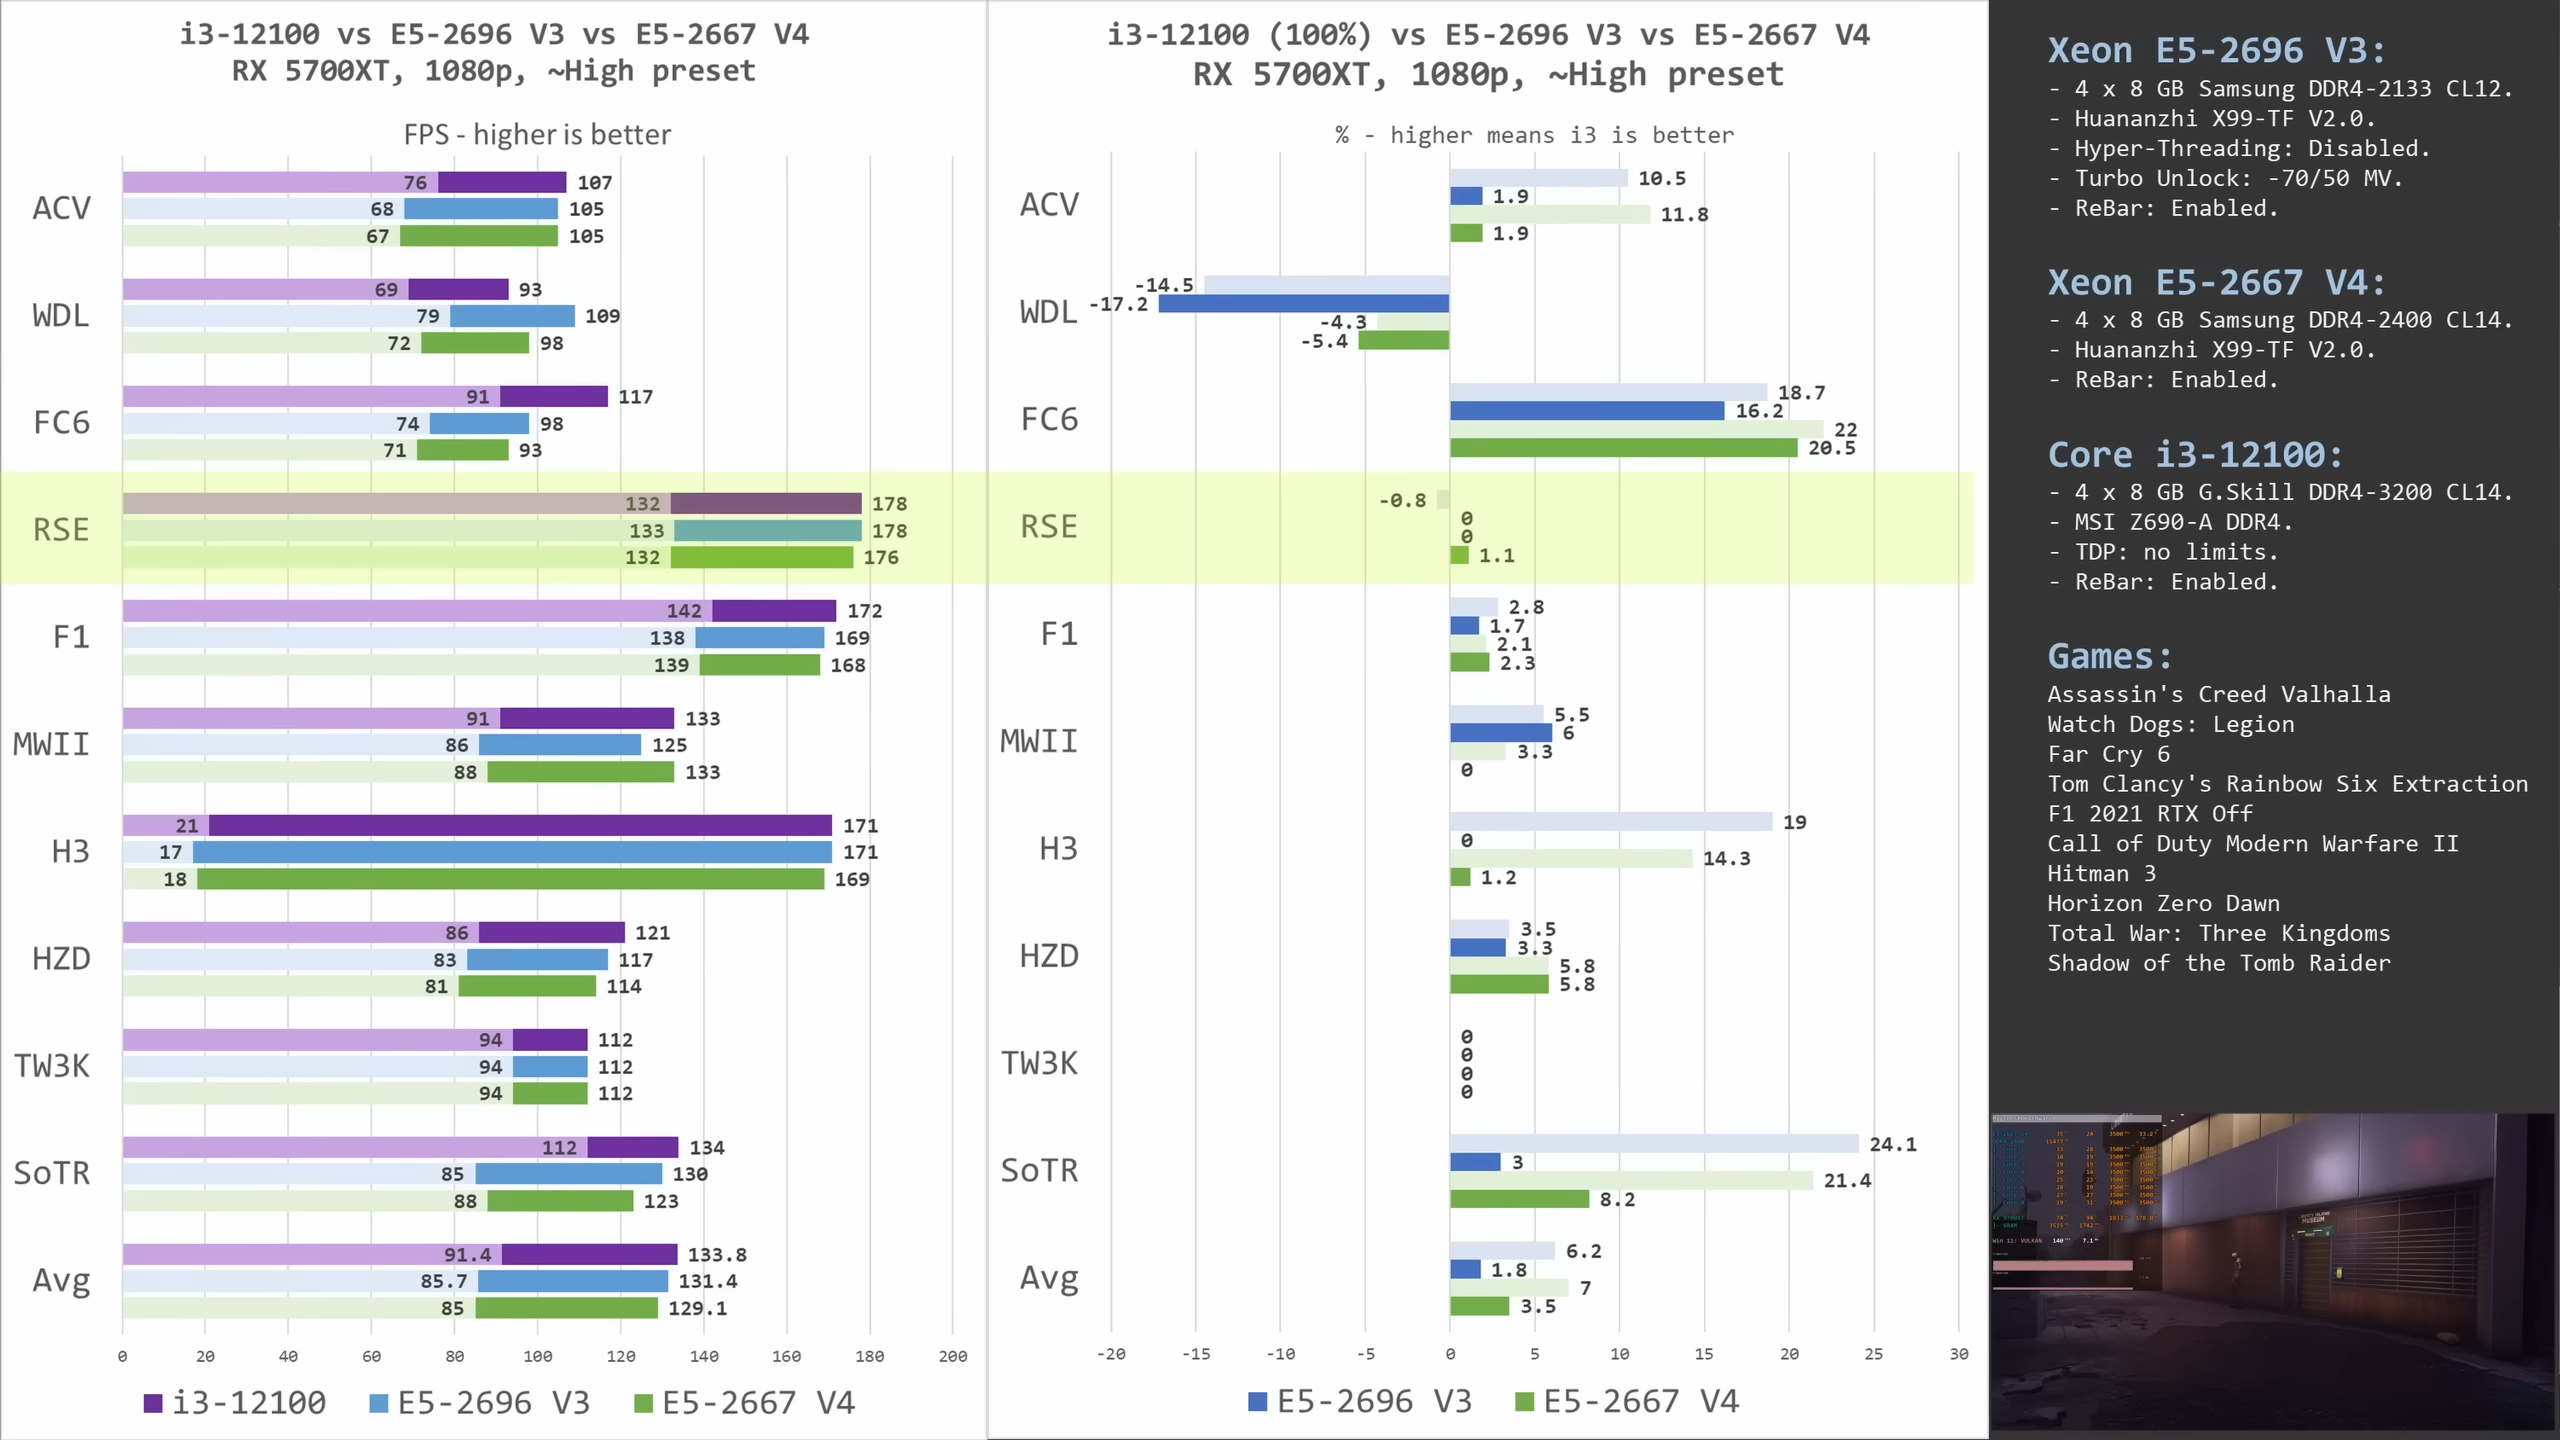 i3-12100 vs E5-2696 V3 vs E5-2667 V4
RX 5700XT, 1080p, ~High preset
FPS - higher is better
ACV
76 107
68 105
67 105
WDL
69 93
79 109
72 98
FC6
91 117
74 98
71 93
RSE
132 178
133 178
132 176
F1
142 172
138 169
139 168
MWII
91 133
86 125
88 133
H3
21 171
17 171
18 169
HZD
86 121
83 117
81 114
TW3K
94 112
94 112
94 112
SoTR
112 134
85 130
88 123
Avg
91.4 133.8
85.7 131.4
85 129.1
0 20 40 60 80 100 120 140 160 180 200
i3-12100 E5-2696 V3 E5-2667 V4
i3-12100 (100%) vs E5-2696 V3 vs E5-2667 V4
RX 5700XT, 1080p, ~High preset
% - higher means i3 is better
ACV
10.5
1.9
11.8
1.9
WDL
-14.5
-17.2
-4.3
-5.4
FC6
18.7
16.2
22
20.5
RSE
-0.8
0
0
1.1
F1
2.8
1.7
2.1
2.3
MWII
5.5
6
3.3
0
H3
19
0
14.3
1.2
HZD
3.5
3.3
5.8
5.8
TW3K
0
0
0
0
SoTR
24.1
3
21.4
8.2
Avg
6.2
1.8
7
3.5
-20 -15 -10 -5 0 5 10 15 20 25 30
E5-2696 V3 E5-2667 V4
Xeon E5-2696 V3:
- 4 x 8 GB Samsung DDR4-2133 CL12.
- Huananzhi X99-TF V2.0.
- Hyper-Threading: Disabled.
- Turbo Unlock: -70/50 MV.
- ReBar: Enabled.
Xeon E5-2667 V4:
- 4 x 8 GB Samsung DDR4-2400 CL14.
- Huananzhi X99-TF V2.0.
- ReBar: Enabled.
Core i3-12100:
- 4 x 8 GB G.Skill DDR4-3200 CL14.
- MSI Z690-A DDR4.
- TDP: no limits.
- ReBar: Enabled.
Games:
Assassin's Creed Valhalla
Watch Dogs: Legion
Far Cry 6
Tom Clancy's Rainbow Six Extraction
F1 2021 RTX Off
Call of Duty Modern Warfare II
Hitman 3
Horizon Zero Dawn
Total War: Three Kingdoms
Shadow of the Tomb Raider
MUSEUM
Win 11: VULKAN 140 7.1